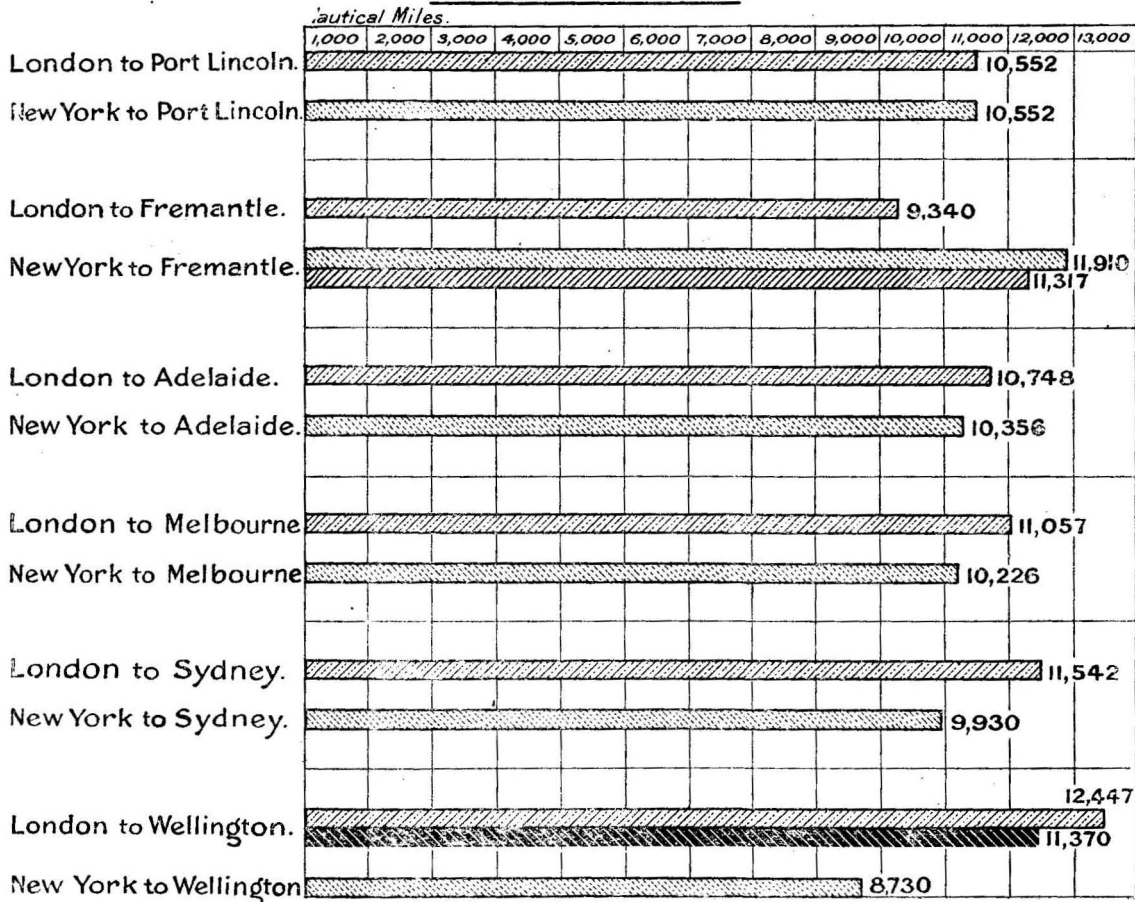 autical Miles.
1,000 2,000 3,000 4,000 5,000 6,000 7,000 8,000 9,000 10,000 11,000 12,000 13,000
London to Port Lincoln. 10,552
New York to Port Lincoln. 10,552
London to Fremantle. 9,340
New York to Fremantle. 11,910
11,317
London to Adelaide. 10,748
New York to Adelaide. 10,356
London to Melbourne 11,057
New York to Melbourne 10,226
London to Sydney. 11,542
New York to Sydney. 9,930
12,447
London to Wellington.
11,370
New York to Wellington 8,730